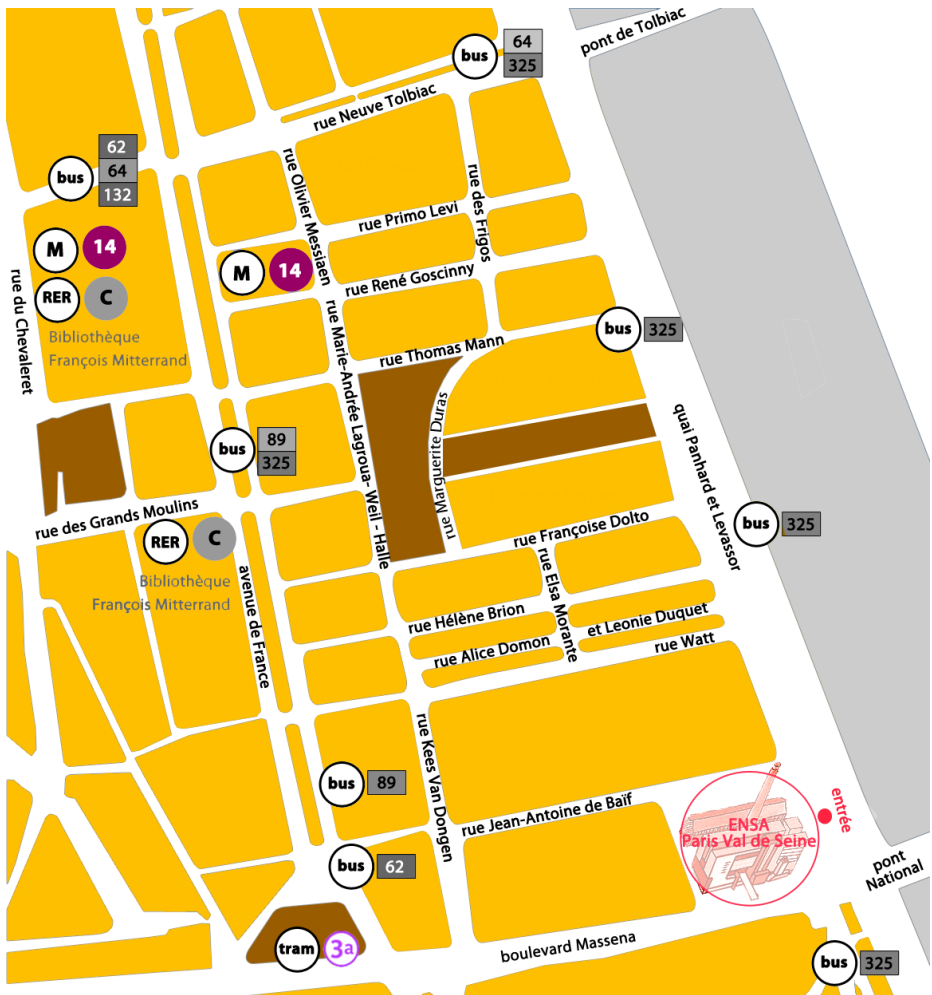 pont de Tolbiac
bus
64
325
rue Neuve Tolbiac
62
bus
64
132
rue Olivier Messiaen
rue des Frigos
rue Primo Levi
M
14
M
14
rue René Goscinny
RER
C
rue du Chevaleret
Bibliothèque
François Mitterrand
bus
325
rue Thomas Mann
rue Marie-Andrée Lagroua- Weil - Halle
rue Marguerite Duras
quai Panhard et Levassor
bus
89
325
rue des Grands Moulins
bus
325
rue Françoise Dolto
RER
C
Bibliothèque
François Mitterrand
avenue de France
rue Elsa Morante
rue Hélène Brion
et Leonie Duquet
rue Alice Domon
rue Watt
rue Kees Van Dongen
bus
89
rue Jean-Antoine de Baïf
ENSA
Paris Val de Seine
entrée
bus
62
pont
National
tram
3a
boulevard Massena
bus
325